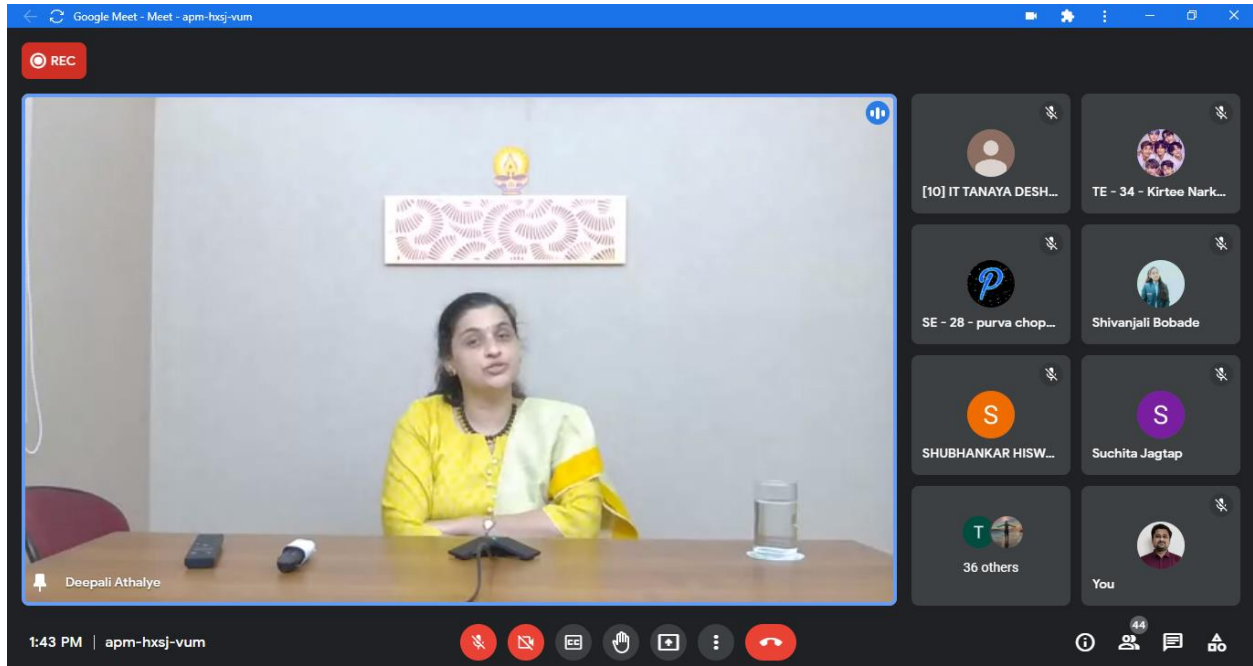 Google Meet - Meet - apm-hxsj-vum
REC
[10] IT TANAYA DESH...
TE - 34 - Kirtee Nark...
P
SE - 28 - purva chop...
Shivanjali Bobade
S
SHUBHANKAR HISW...
S
Suchita Jagtap
T
36 others
You
Deepali Athalye
1:43 PM | apm-hxsj-vum
CC
44